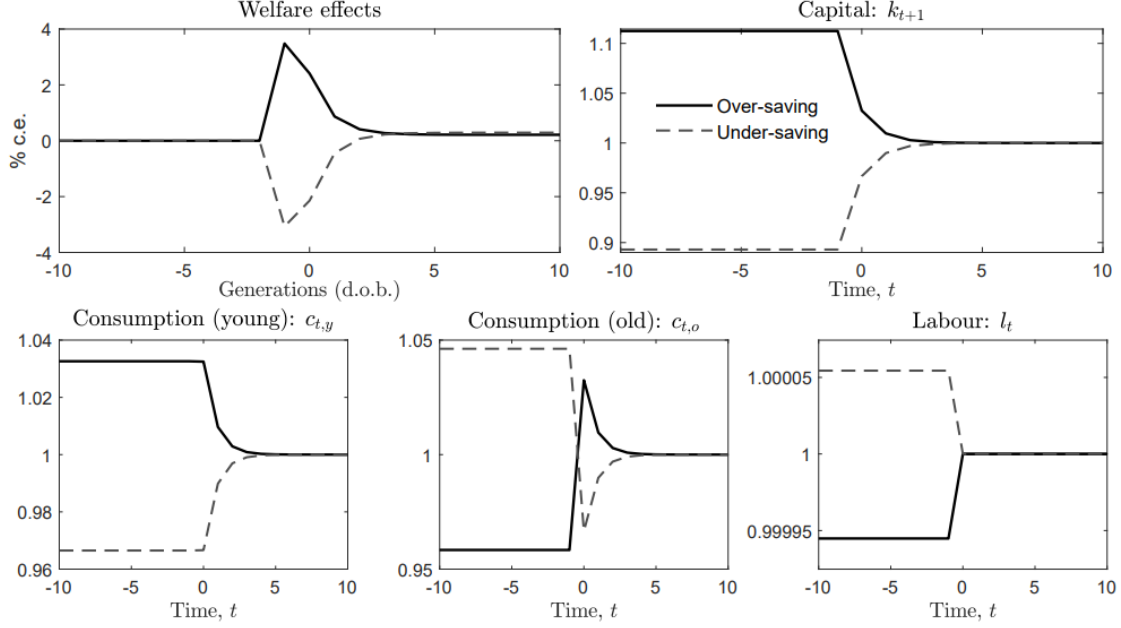 Welfare effects
% c.e.
4
2
0
-2
-4
-10 -5 0 5 10
Generations (d.o.b.)
Capital: k_{t+1}
1.1
1.05
1
0.95
0.9
Over-saving
Under-saving
-10 -5 0 5 10
Time, t
Consumption (young): c_{t,y}
1.04
1.02
1
0.98
0.96
-10 -5 0 5 10
Time, t
Consumption (old): c_{t,o}
1.05
1
0.95
-10 -5 0 5 10
Time, t
Labour: l_t
1.00005
1
0.99995
-10 -5 0 5 10
Time, t